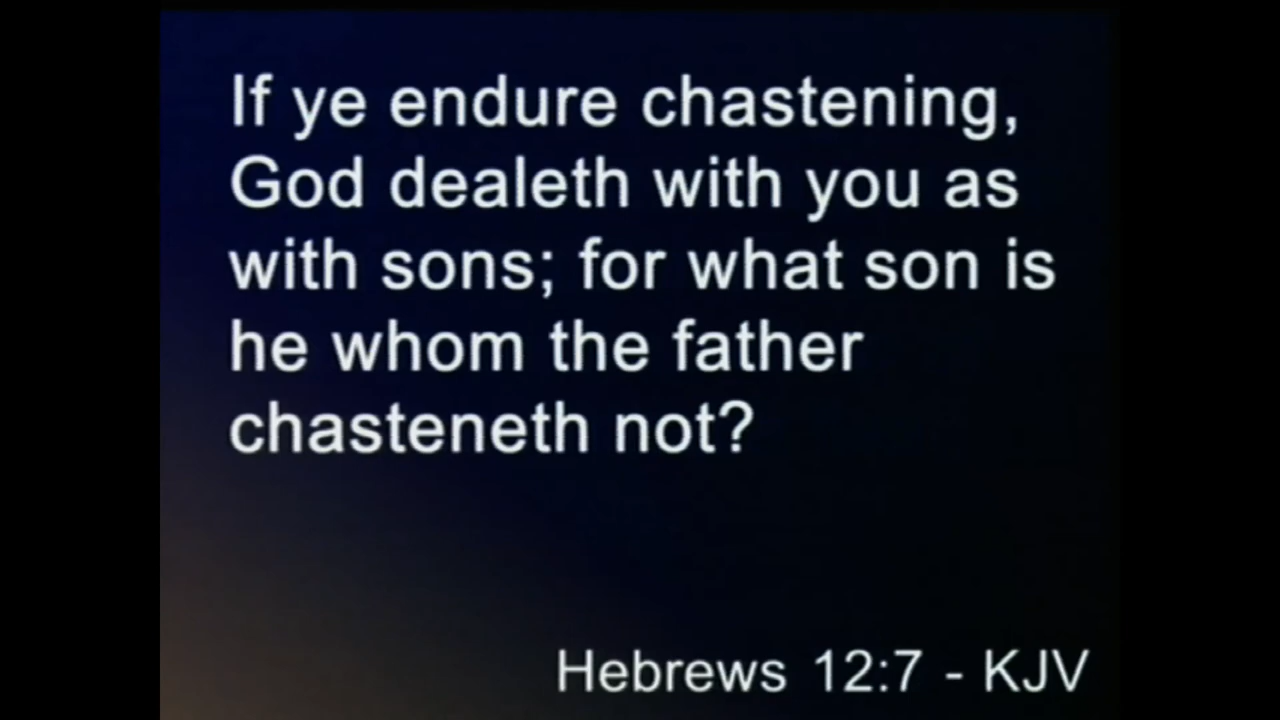 If ye endure chastening,
God dealeth with you as
with sons; for what son is
he whom the father
chasteneth not?
Hebrews 12:7 - KJV